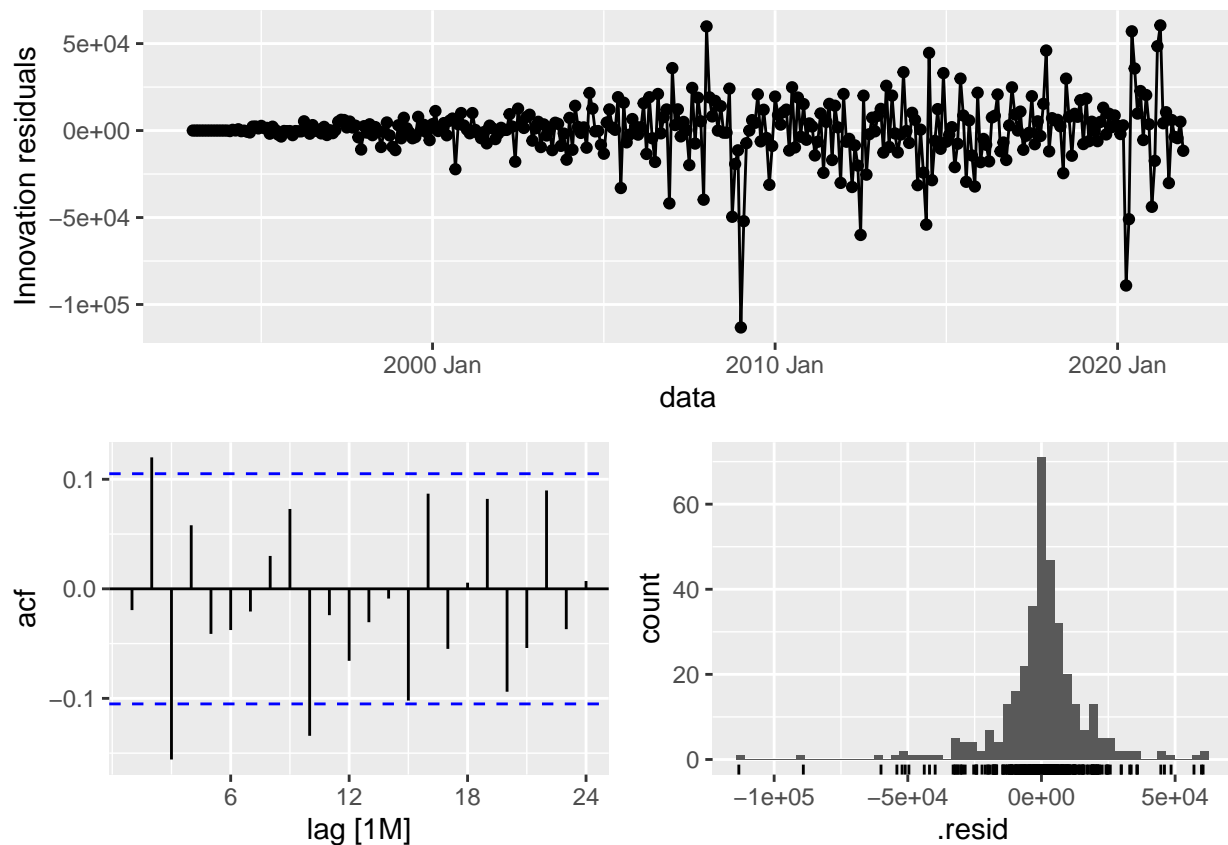 Innovation residuals
5e+04
0e+00
−5e+04
−1e+05
2000 Jan
2010 Jan
2020 Jan
data
acf
0.1
0.0
−0.1
6
12
18
24
lag [1M]
count
60
40
20
0
−1e+05
−5e+04
0e+00
5e+04
.resid